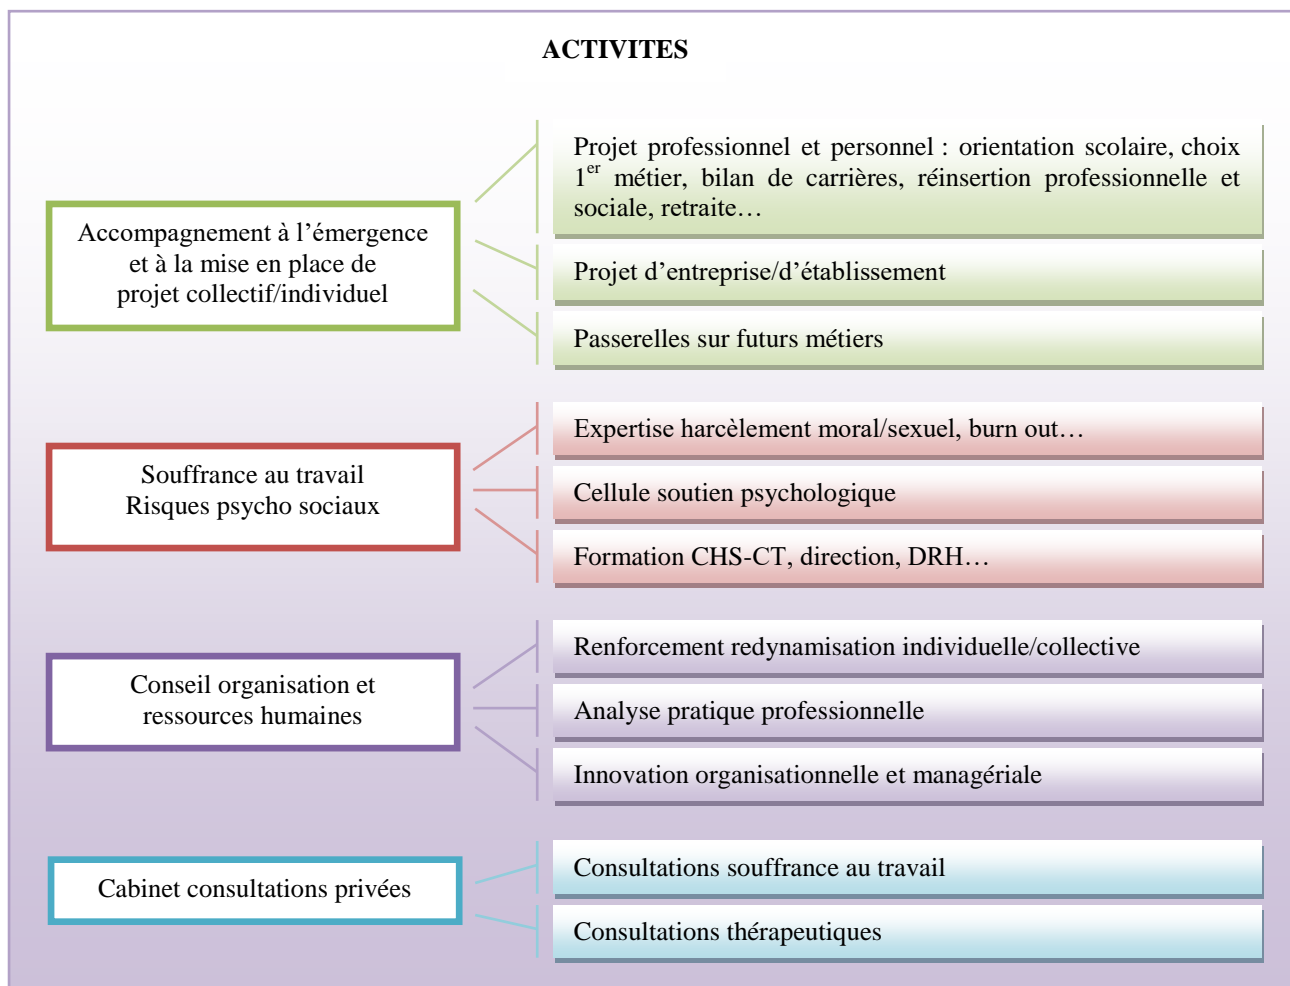 ACTIVITES
Accompagnement à l’émergence
et à la mise en place de
projet collectif/individuel
Projet professionnel et personnel : orientation scolaire, choix
1er métier, bilan de carrières, réinsertion professionnelle et
sociale, retraite…
Projet d’entreprise/d’établissement
Passerelles sur futurs métiers
Souffrance au travail
Risques psycho sociaux
Expertise harcèlement moral/sexuel, burn out…
Cellule soutien psychologique
Formation CHS-CT, direction, DRH…
Conseil organisation et
ressources humaines
Renforcement redynamisation individuelle/collective
Analyse pratique professionnelle
Innovation organisationnelle et managériale
Cabinet consultations privées
Consultations souffrance au travail
Consultations thérapeutiques